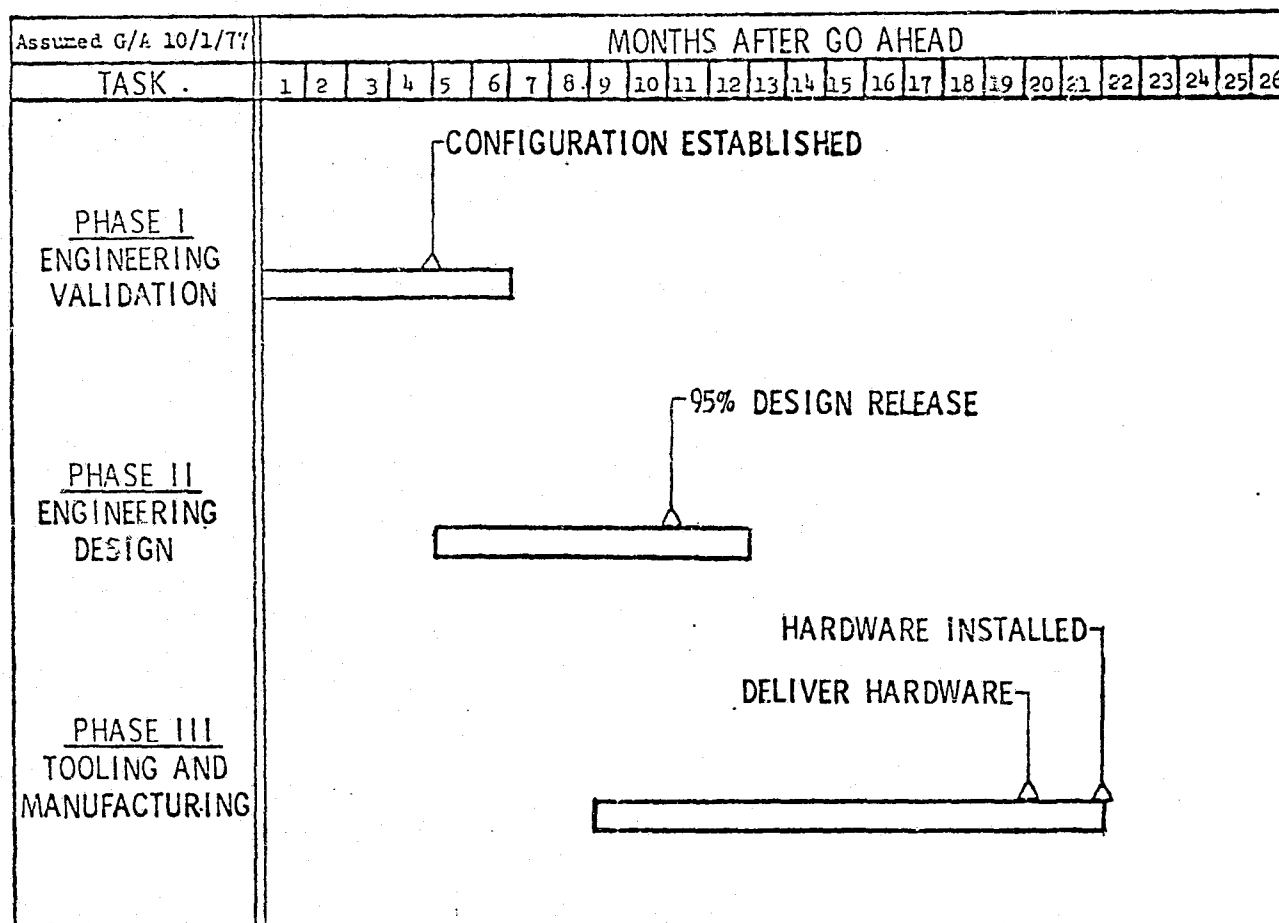 Assumed G/A 10/1/77
MONTHS AFTER GO AHEAD
TASK .
1 2 3 4 5 6 7 8 9 10 11 12 13 14 15 16 17 18 19 20 21 22 23 24 25 26
CONFIGURATION ESTABLISHED
PHASE I
ENGINEERING
VALIDATION
95% DESIGN RELEASE
PHASE II
ENGINEERING
DESIGN
HARDWARE INSTALLED
DELIVER HARDWARE
PHASE III
TOOLING AND
MANUFACTURING